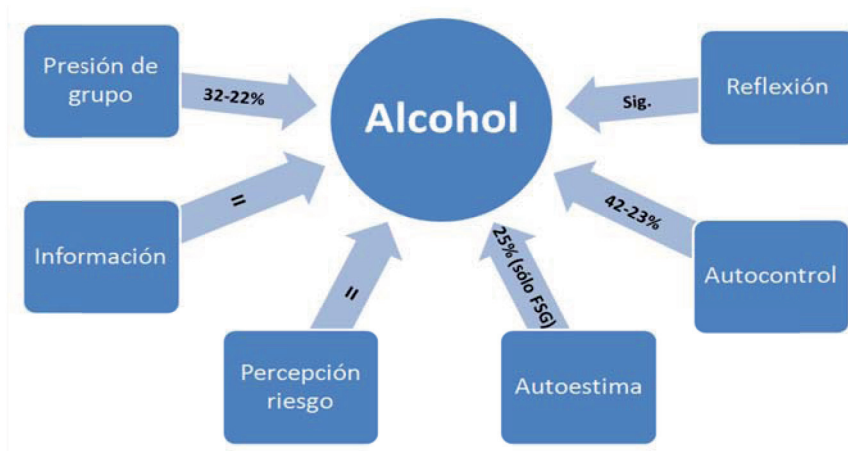 Presión de
grupo
32-22%
Alcohol
Sig.
Reflexión
Información
=
42-23%
Autocontrol
Percepción
riesgo
=
25% (sólo FSG)
Autoestima